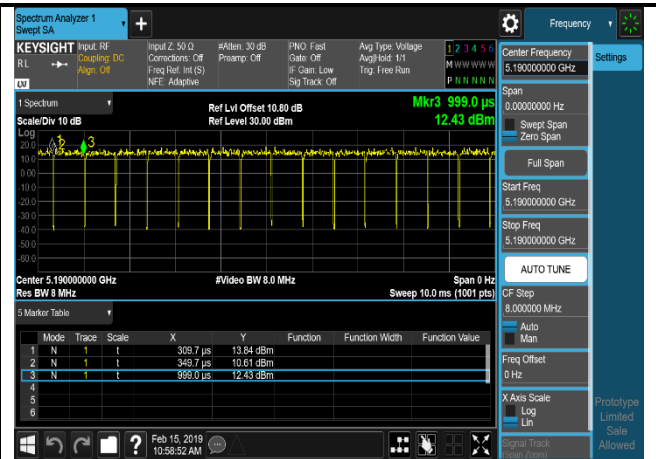 Spectrum Analyzer 1
Swept SA
Frequency
KEYSIGHT
RL
LXI
Input: RF
Coupling: DC
Align: Off
Input Z: 50 Ω
Corrections: Off
Freq Ref: Int (S)
NFE: Adaptive
#Atten: 30 dB
Preamp: Off
PNO: Fast
Gate: Off
IF Gain: Low
Sig Track: Off
Avg Type: Voltage
Avg|Hold: 1/1
Trig: Free Run
1 2 3 4 5 6
M W W W W W
P N N N N N
Center Frequency
5.190000000 GHz
Settings
Span
0.00000000 Hz
Swept Span
Zero Span
Full Span
Start Freq
5.190000000 GHz
Stop Freq
5.190000000 GHz
AUTO TUNE
CF Step
8.000000 MHz
Auto
Man
Freq Offset
0 Hz
X Axis Scale
Log
Lin
Signal Track
(Span Zoom)
Prototype
Limited
Sale
Allowed
1 Spectrum
Scale/Div 10 dB
Ref Lvl Offset 10.80 dB
Ref Level 30.00 dBm
Mkr3 999.0 µs
12.43 dBm
Log
20.0
10.0
0.00
-10.0
-20.0
-30.0
-40.0
-50.0
-60.0
2
3
Center 5.190000000 GHz
Res BW 8 MHz
#Video BW 8.0 MHz
Span 0 Hz
Sweep 10.0 ms (1001 pts)
5 Marker Table
Mode Trace Scale X Y Function Function Width Function Value
1 N 1 t 309.7 µs 13.84 dBm
2 N 1 t 349.7 µs 10.61 dBm
3 N 1 t 999.0 µs 12.43 dBm
4
5
6
?
Feb 15, 2019
10:58:52 AM